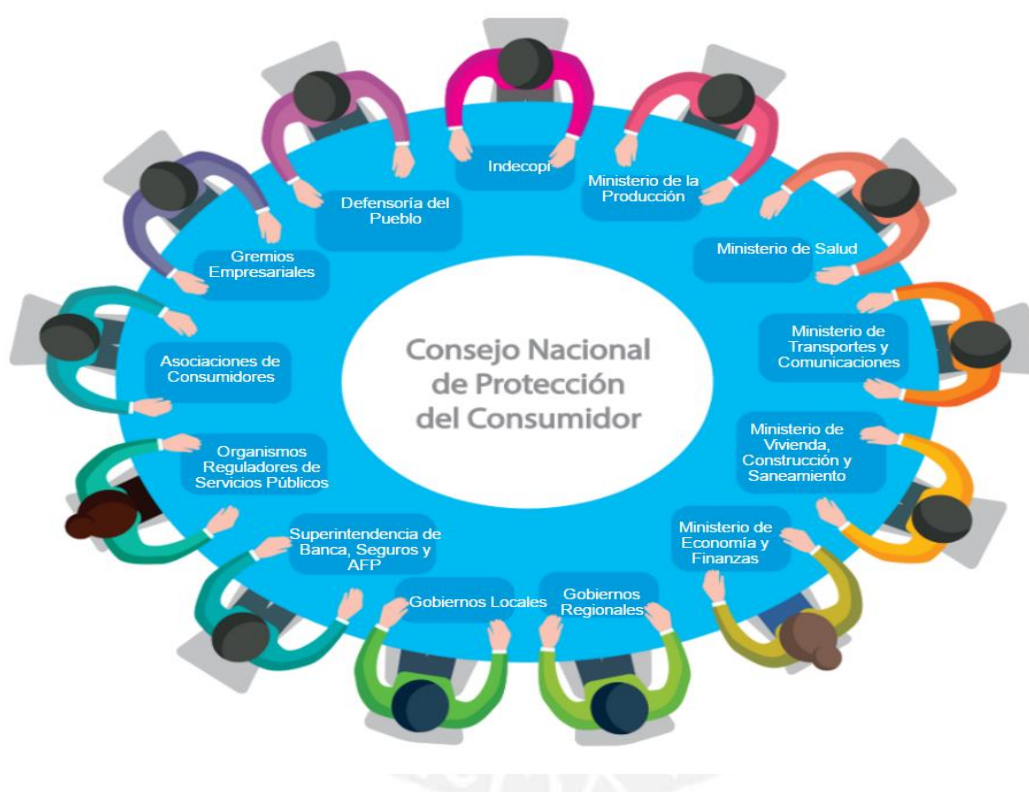 Indecopi
Ministerio de la
Producción
Ministerio de Salud
Ministerio de
Transportes y
Comunicaciones
Ministerio de
Vivienda,
Construcción y
Saneamiento
Ministerio de
Economía y
Finanzas
Gobiernos
Regionales
Gobiernos Locales
Superintendencia de
Banca, Seguros y
AFP
Organismos
Reguladores de
Servicios Públicos
Asociaciones de
Consumidores
Gremios
Empresariales
Defensoría del
Pueblo
Consejo Nacional
de Protección
del Consumidor